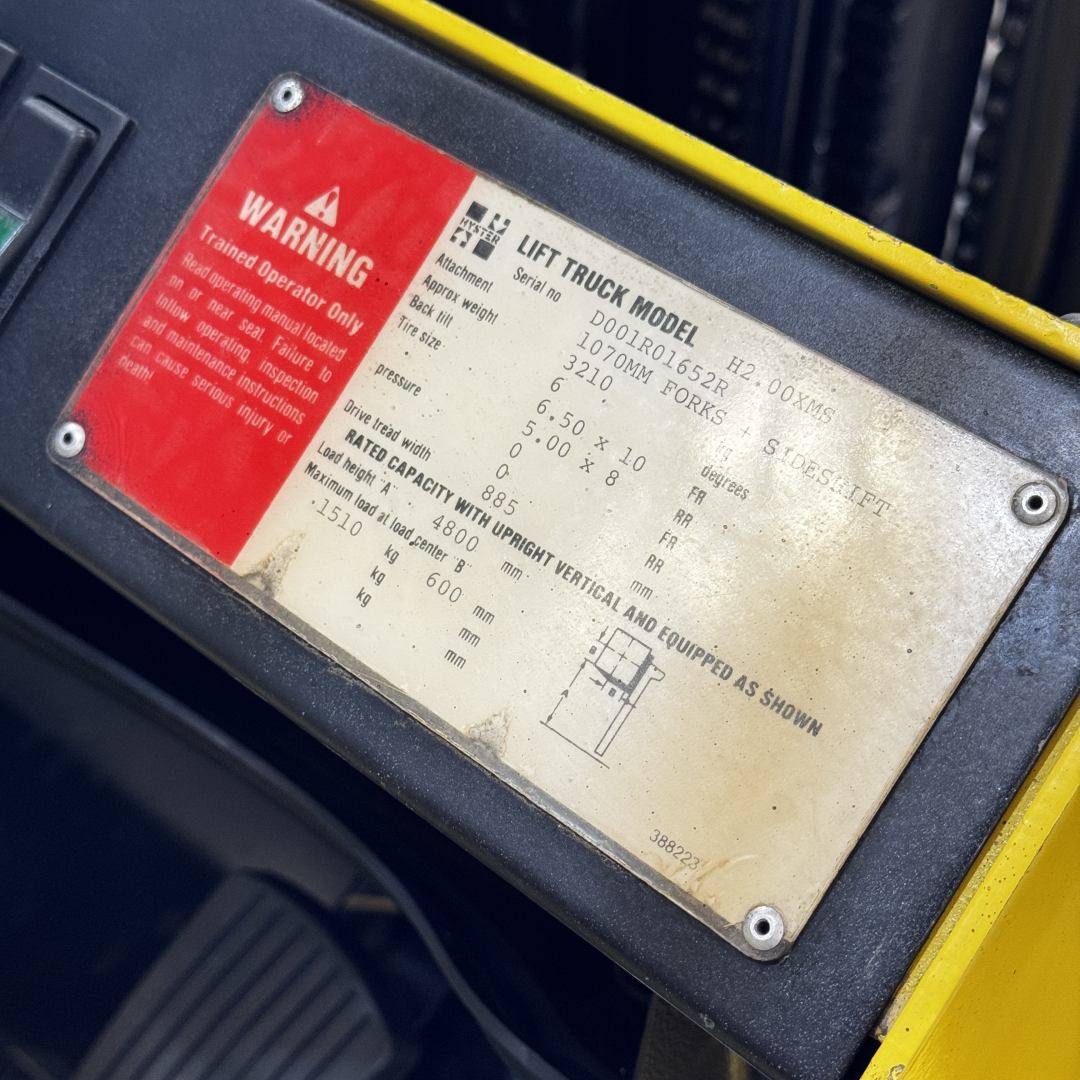 WARNING
Trained Operator Only
Read operating manual located
on or near seat. Failure to
follow operating, inspection
and maintenance instructions
can cause serious injury or
death!
HYSTER
LIFT TRUCK MODEL H2.00XMS
Serial no D001R01652R
Attachment 1070MM FORKS + SIDESHIFT
Approx weight 3210 kg
Back tilt 6 degrees
Tire size 6.50 x 10 FR
5.00 x 8 RR
pressure 0 FR
0 RR
Drive tread width 885 mm
RATED CAPACITY WITH UPRIGHT VERTICAL AND EQUIPPED AS SHOWN
Load height "A" 4800 mm
Maximum load at load center "B"
1510 kg 600 mm
kg mm
kg mm
B
A
B
388223